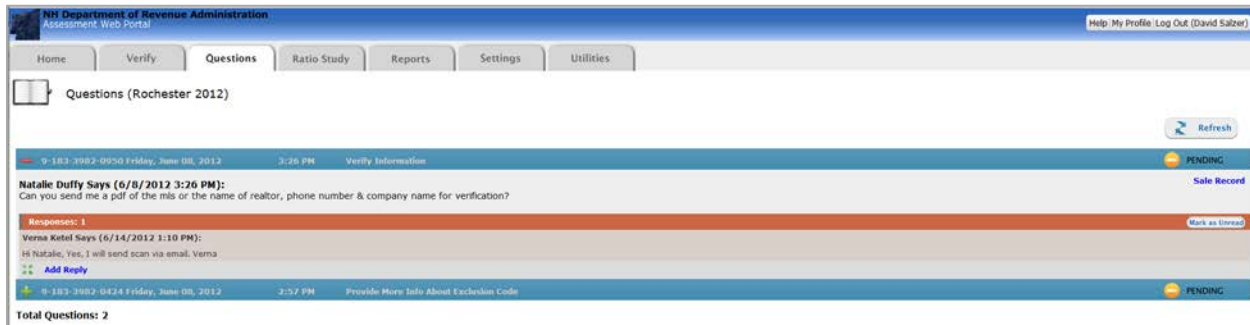 NH Department of Revenue Administration
Assessment Web Portal
Help My Profile Log Out (David Salzer)
Home Verify Questions Ratio Study Reports Settings Utilities
Questions (Rochester 2012)
Refresh
9-183-3982-0950 Friday, June 08, 2012 3:26 PM Verify Information PENDING
Natalie Duffy Says (6/8/2012 3:26 PM): Sale Record
Can you send me a pdf of the mls or the name of realtor, phone number & company name for verification?
Responses: 1 Mark as Unread
Verna Ketel Says (6/14/2012 1:10 PM):
Hi Natalie, Yes, I will send scan via email. Verna
Add Reply
9-183-3982-0424 Friday, June 08, 2012 2:57 PM Provide More Info About Exclusion Code PENDING
Total Questions: 2